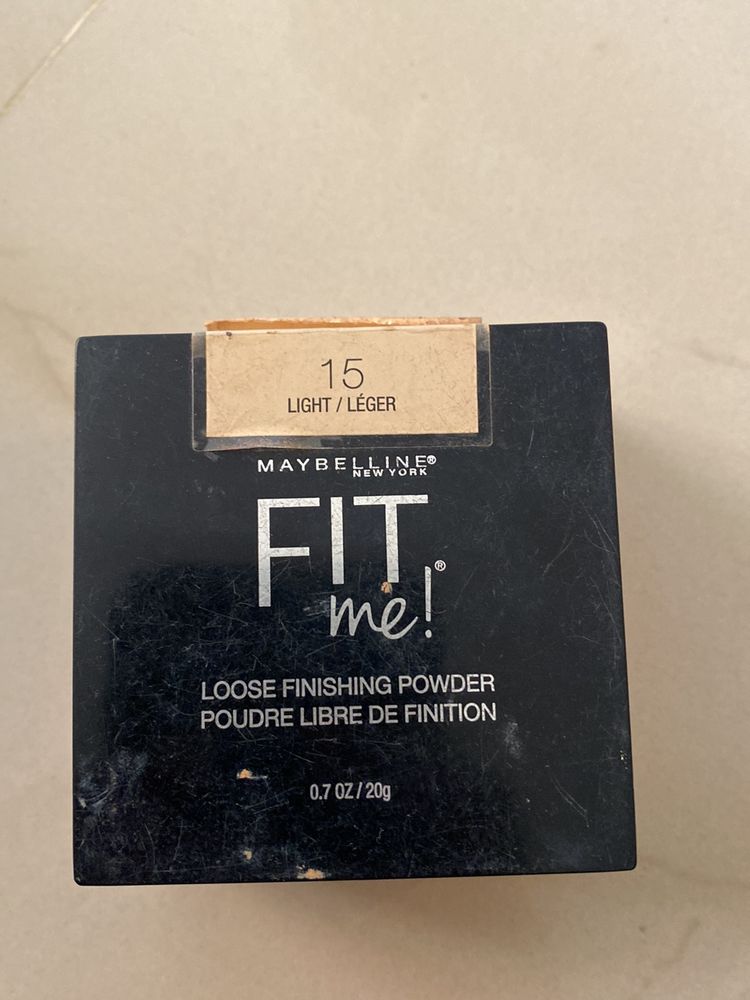 15
LIGHT / LÉGER
MAYBELLINE®
NEW YORK
FIT
me!®
LOOSE FINISHING POWDER
POUDRE LIBRE DE FINITION
0.7 OZ / 20g